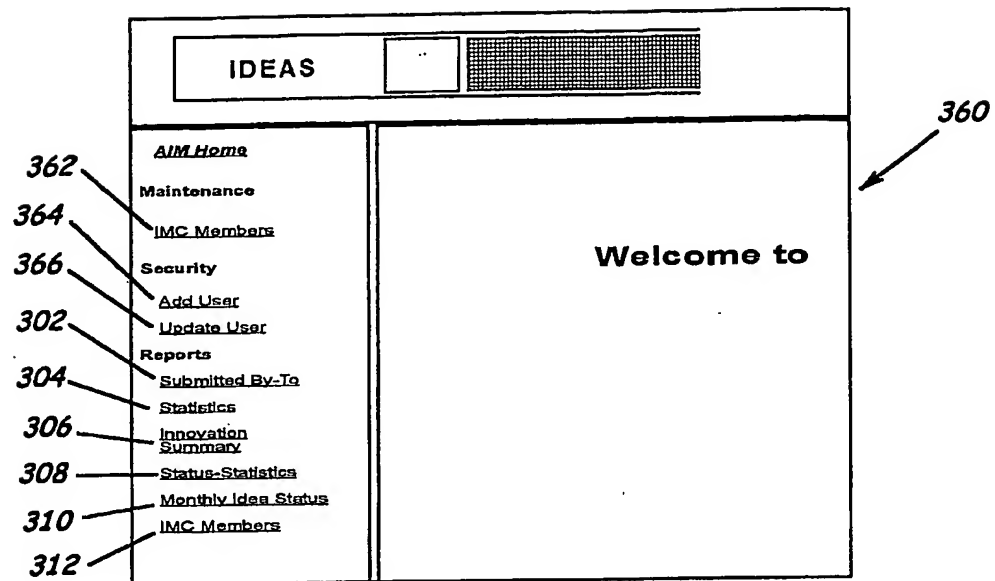 IDEAS
360
AIM Home
362
Maintenance
364
IMC Members
366
Security
Welcome to
Add User
302
Update User
Reports
304
Submitted By-To
Statistics
306
Innovation
Summary
308
Status-Statistics
310
Monthly Idea Status
IMC Members
312